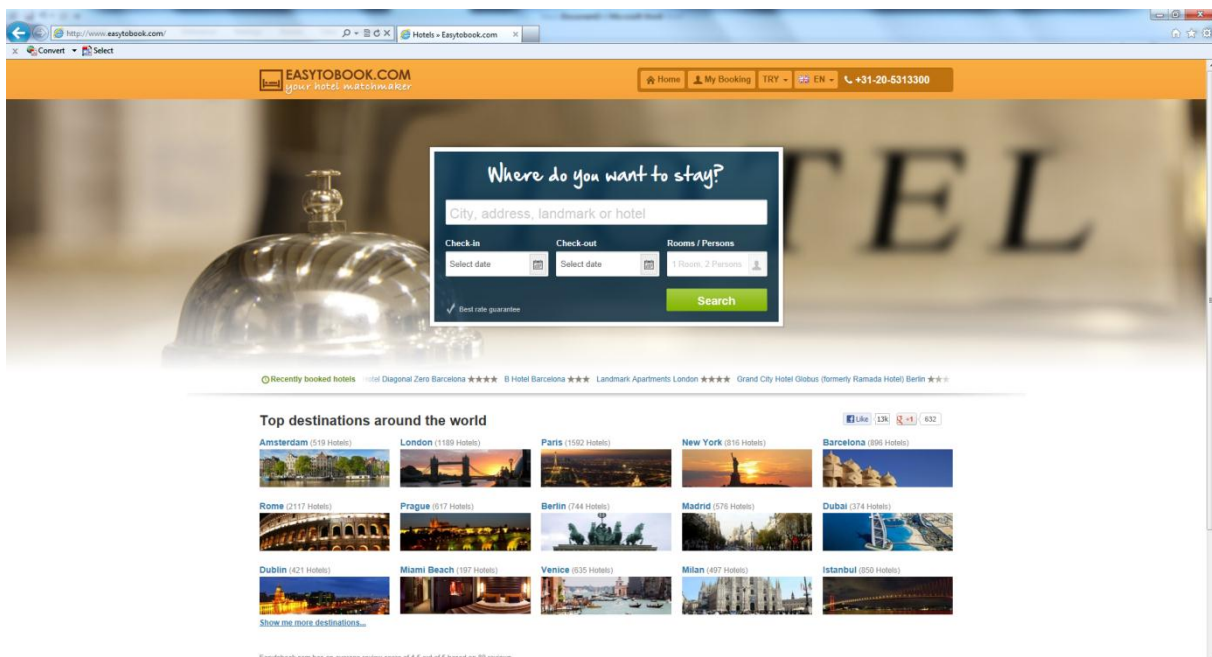 http://www.easytobook.com/
Hotels » Easytobook.com
Convert Select
EASYTOBOOK.COM
your hotel matchmaker
Home My Booking TRY EN +31-20-5313300
TEL
Where do you want to stay?
City, address, landmark or hotel
Check-in Check-out Rooms / Persons
Select date Select date 1 Room, 2 Persons
Search
Best rate guarantee
Recently booked hotels Diagonal Zero Barcelona ★★★★ B Hotel Barcelona ★★★ Landmark Apartments London ★★★★ Grand City Hotel Globus (formerly Ramada Hotel) Berlin ★★★
Top destinations around the world
Like 13k +1 632
Amsterdam (519 Hotels) London (1189 Hotels) Paris (1592 Hotels) New York (816 Hotels) Barcelona (896 Hotels)
Rome (2117 Hotels) Prague (617 Hotels) Berlin (744 Hotels) Madrid (576 Hotels) Dubai (374 Hotels)
Dublin (421 Hotels) Miami Beach (197 Hotels) Venice (635 Hotels) Milan (497 Hotels) Istanbul (850 Hotels)
Show me more destinations...